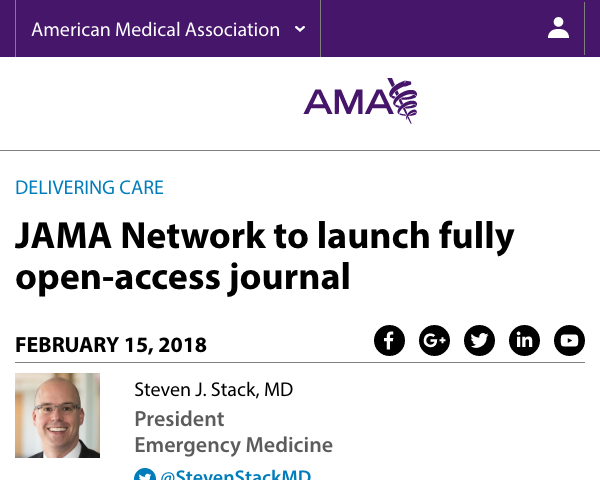 American Medical Association
AMA
DELIVERING CARE
JAMA Network to launch fully
open-access journal
FEBRUARY 15, 2018
Steven J. Stack, MD
President
Emergency Medicine
@StevenStackMD